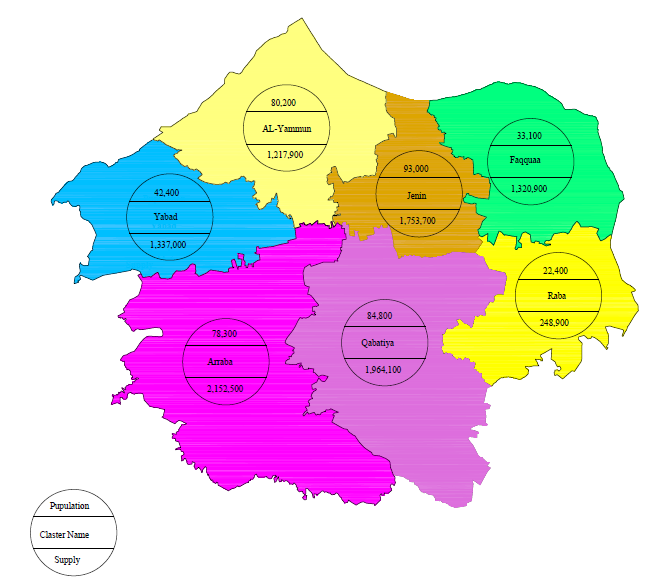 80,200
AL-Yammun
1,217,900
33,100
Faqquaa
1,320,900
93,000
Jenin
1,753,700
42,400
Yabad
1,337,000
22,400
Raba
248,900
84,800
Qabatiya
1,964,100
78,300
Arraba
2,152,500
Pupulation
Claster Name
Supply